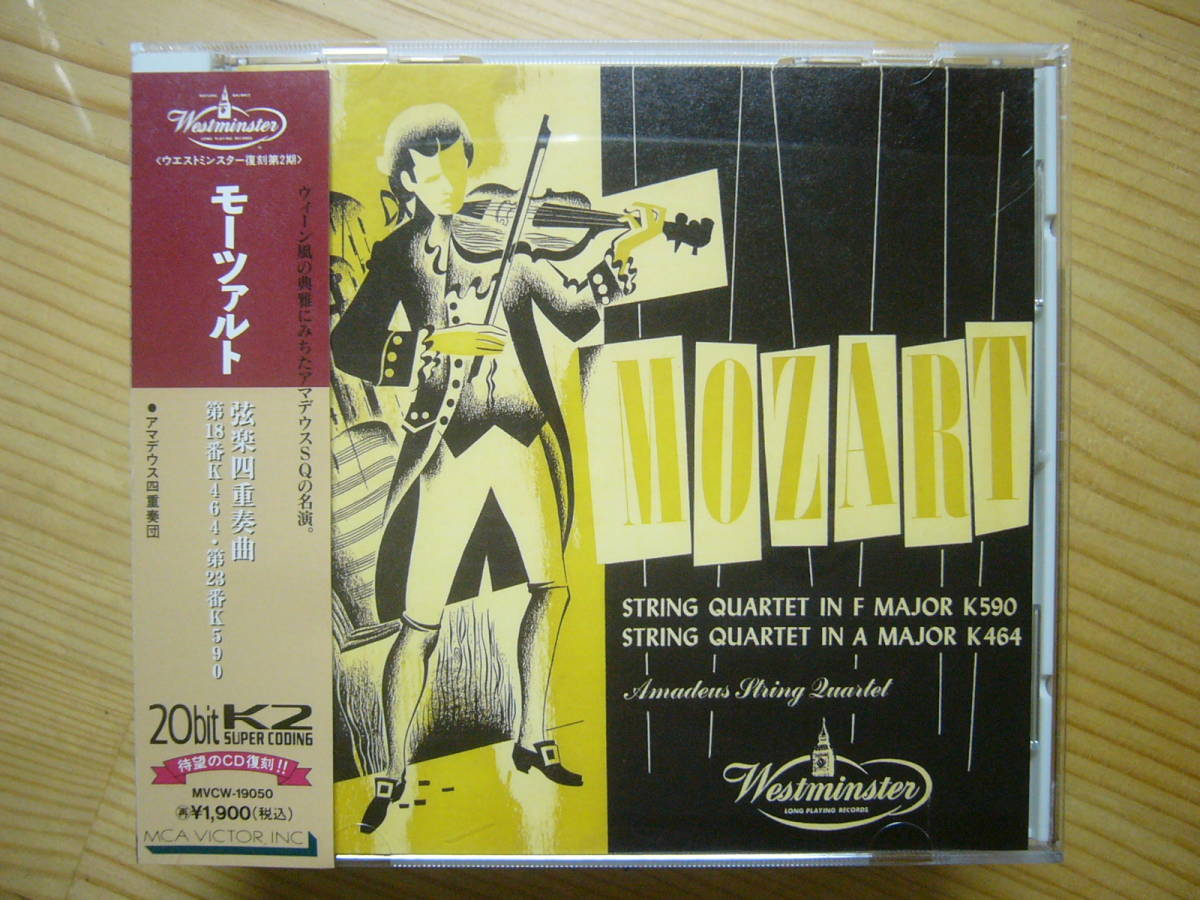 NATURAL BALANCE
Westminster
LONG PLAYING RECORDS
<ウエストミンスター復刻第2期>
モーツァルト
ウィーン風の典雅にみちたアマデウスSQの名演。
弦楽四重奏曲
第18番K464・第23番K590
●アマデウス四重奏団
20bit K2
SUPER CODING
待望のCD復刻!!
MVCW-19050
再¥1,900(税込)
MCA VICTOR, INC
MOZART
STRING QUARTET IN F MAJOR K590
STRING QUARTET IN A MAJOR K464
Amadeus String Quartet
Westminster
LONG PLAYING RECORDS